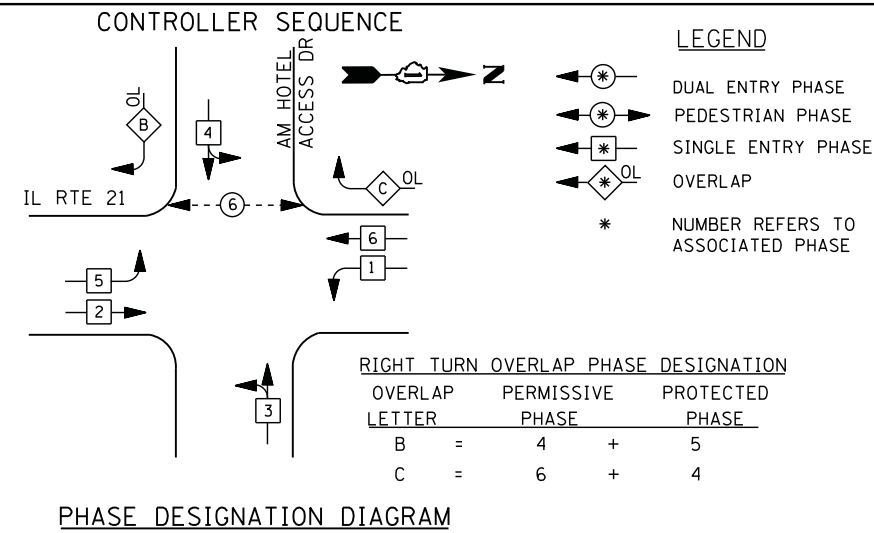 CONTROLLER SEQUENCE
AM HOTEL
ACCESS DR
N
LEGEND
* DUAL ENTRY PHASE
* PEDESTRIAN PHASE
* SINGLE ENTRY PHASE
* OL OVERLAP
* NUMBER REFERS TO
ASSOCIATED PHASE
OL
B
4
C OL
IL RTE 21
6
6
1
5
2
3
RIGHT TURN OVERLAP PHASE DESIGNATION
OVERLAP PERMISSIVE PROTECTED
LETTER PHASE PHASE
B = 4 + 5
C = 6 + 4
PHASE DESIGNATION DIAGRAM